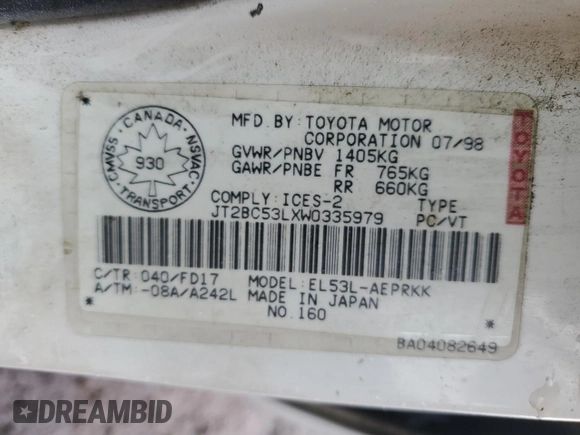 MFD.BY:TOYOTA MOTOR
CORPORATION 07/98
GVWR/PNBV 1405KG
GAWR/PNBE FR 765KG
RR 660KG
COMPLY:ICES-2 TYPE
JT2BC53LXW0335979 PC/VT
C/TR:040/FD17 MODEL:EL53L-AEPRKK
A/TM:-08A/A242L MADE IN JAPAN
NO.160
BA04082649
TOYOTA
CANADA
CMVSS NSVAC
930
TRANSPORT
DREAMBID